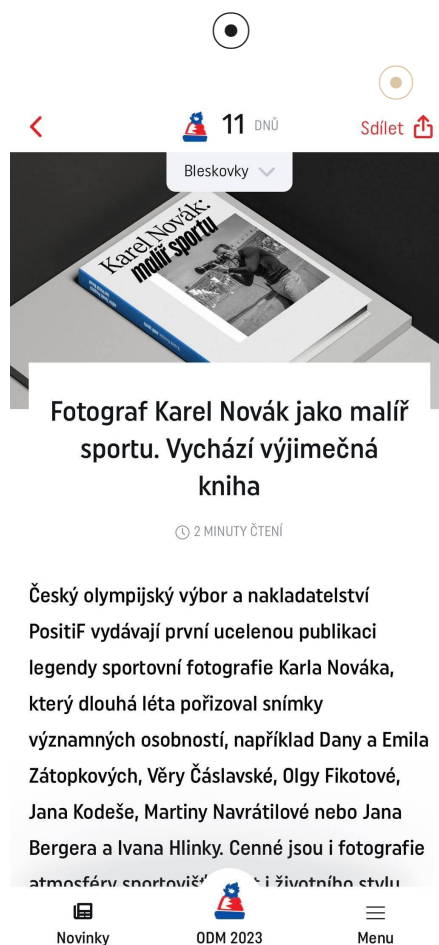 11 DNŮ
Sdílet
Bleskovky
Karel Novák:
malíř sportu
Fotograf Karel Novák jako malíř
sportu. Vychází výjimečná
kniha
2 MINUTY ČTENÍ
Český olympijský výbor a nakladatelství
PositiF vydávají první ucelenou publikaci
legendy sportovní fotografie Karla Nováka,
který dlouhá léta pořizoval snímky
významných osobností, například Dany a Emila
Zátopkových, Věry Čáslavské, Olgy Fikotové,
Jana Kodeše, Martiny Navrátilové nebo Jana
Bergera a Ivana Hlinky. Cenné jsou i fotografie
atmosféry i životního stylu
Novinky
ODM 2023
Menu